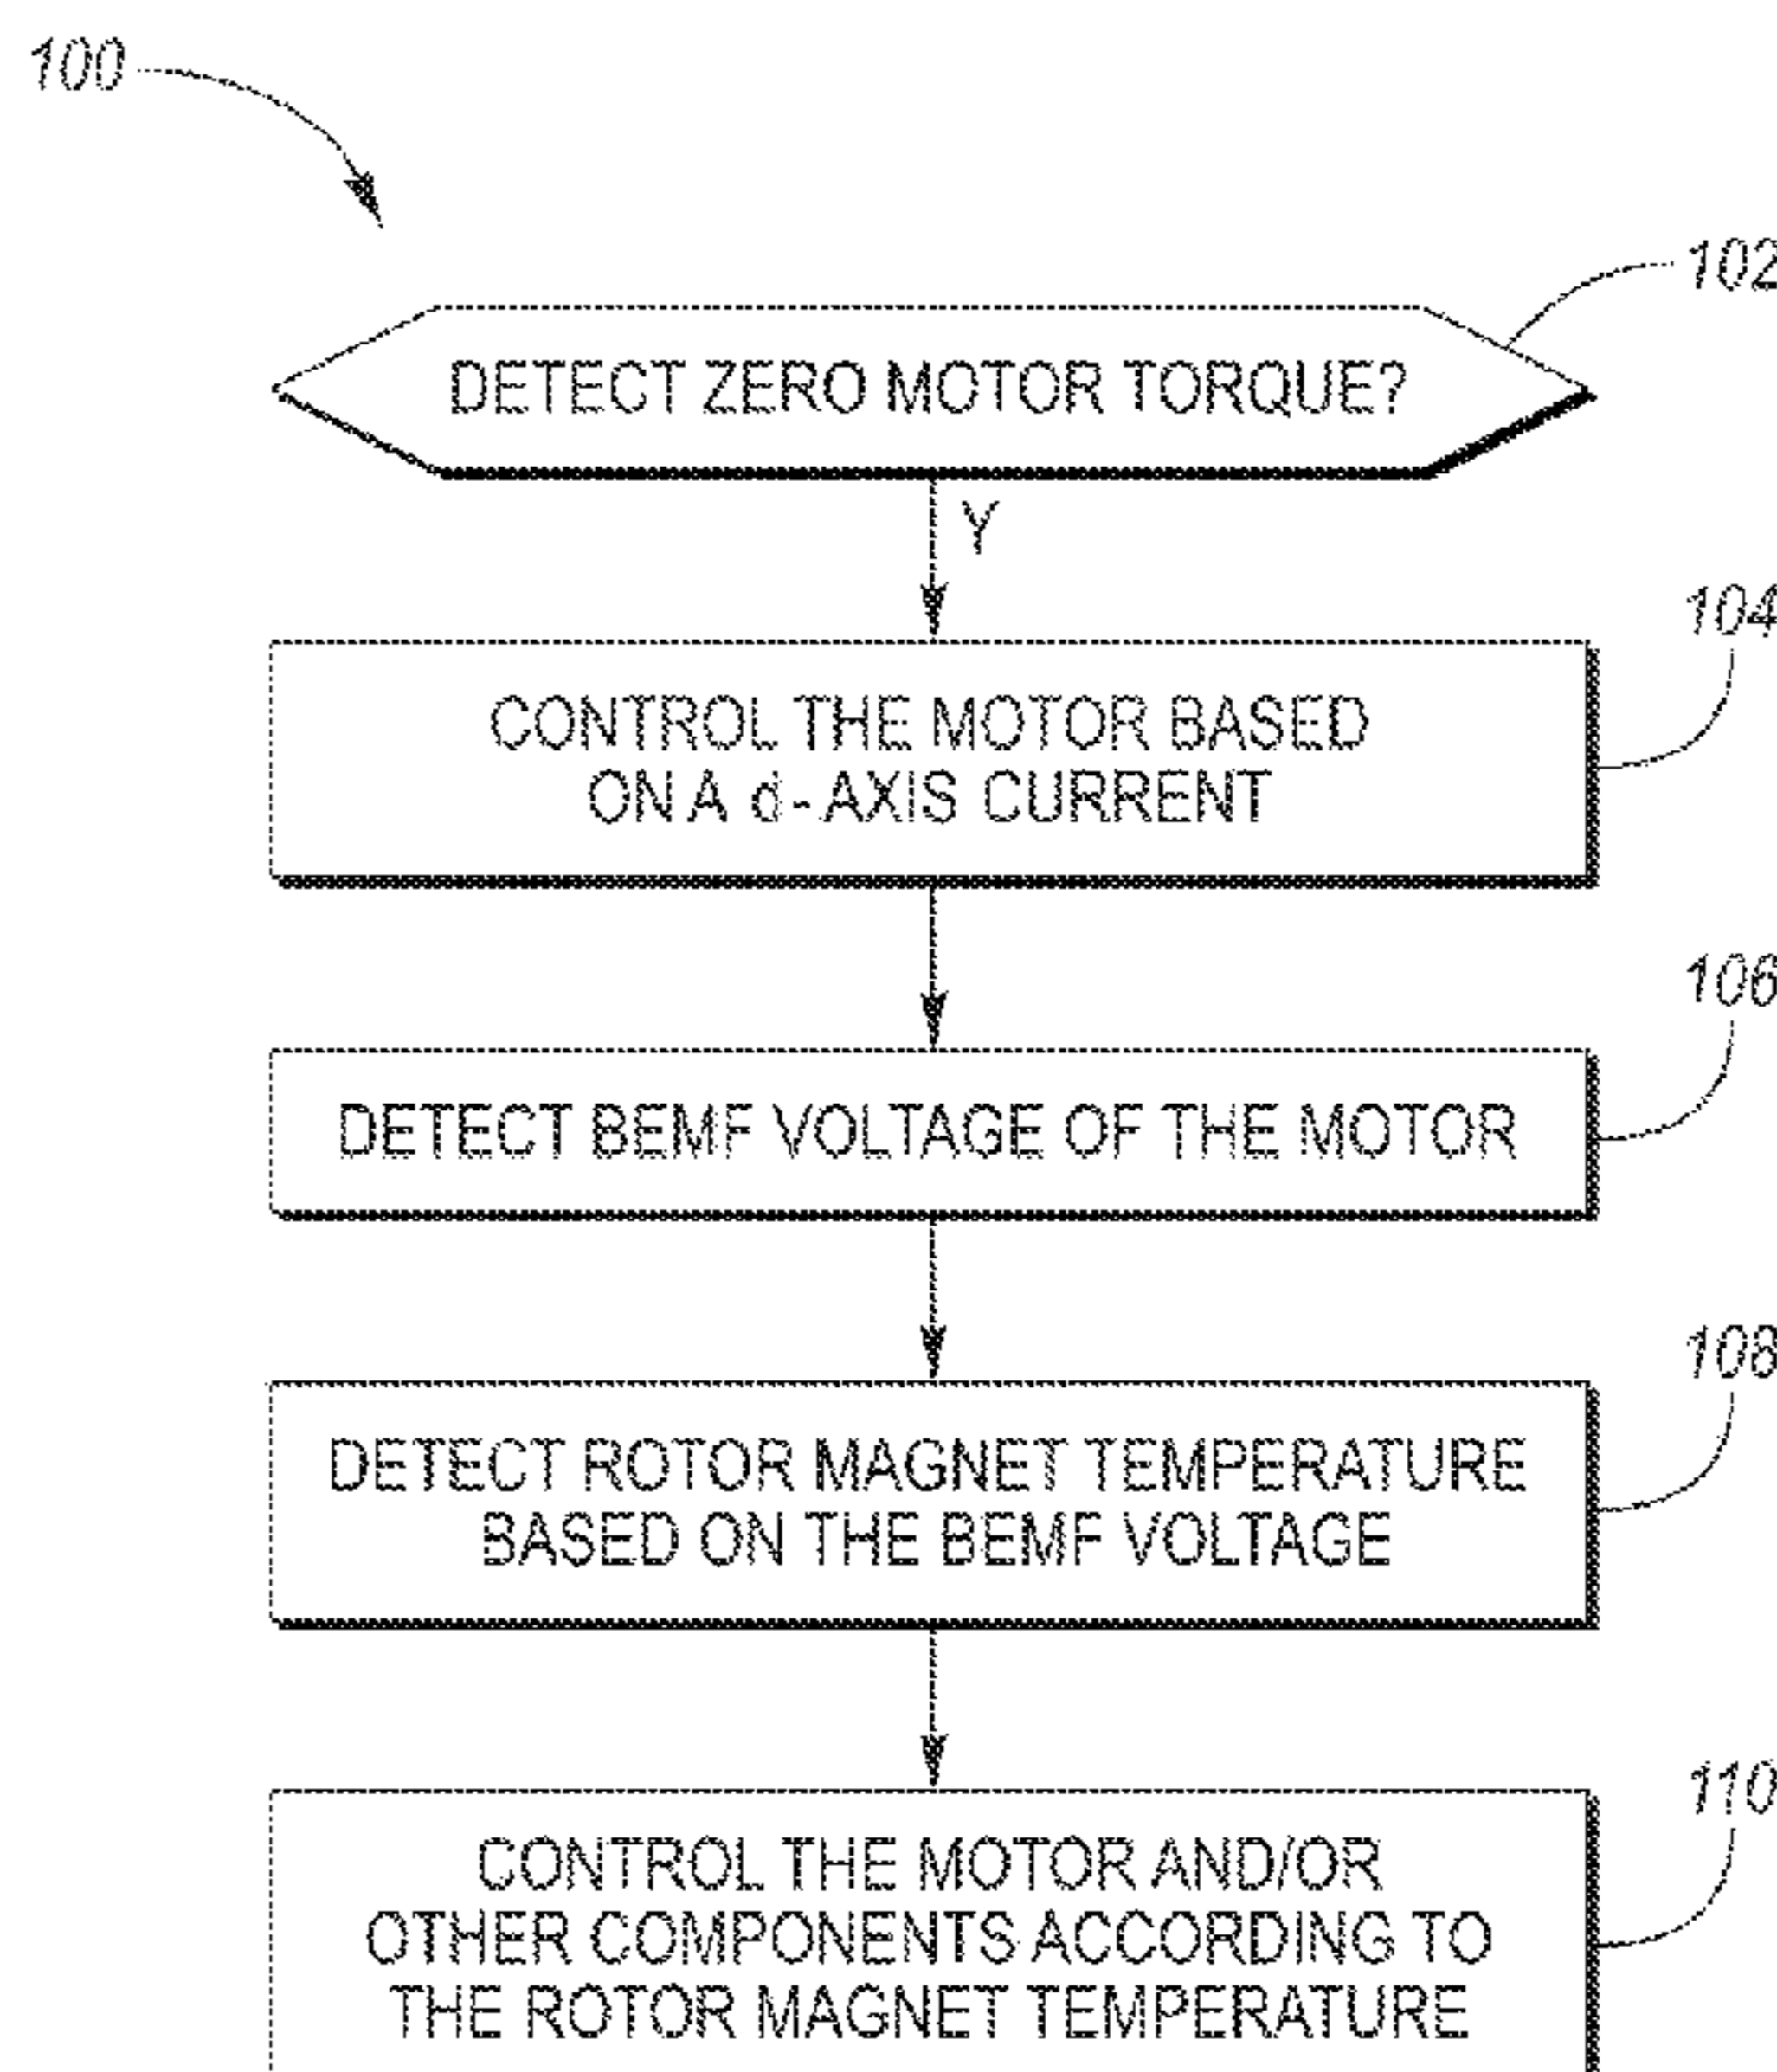 100
102
DETECT ZERO MOTOR TORQUE?
Y
104
CONTROL THE MOTOR BASED
ON A d-AXIS CURRENT
106
DETECT BEMF VOLTAGE OF THE MOTOR
108
DETECT ROTOR MAGNET TEMPERATURE
BASED ON THE BEMF VOLTAGE
110
CONTROL THE MOTOR AND/OR
OTHER COMPONENTS ACCORDING TO
THE ROTOR MAGNET TEMPERATURE